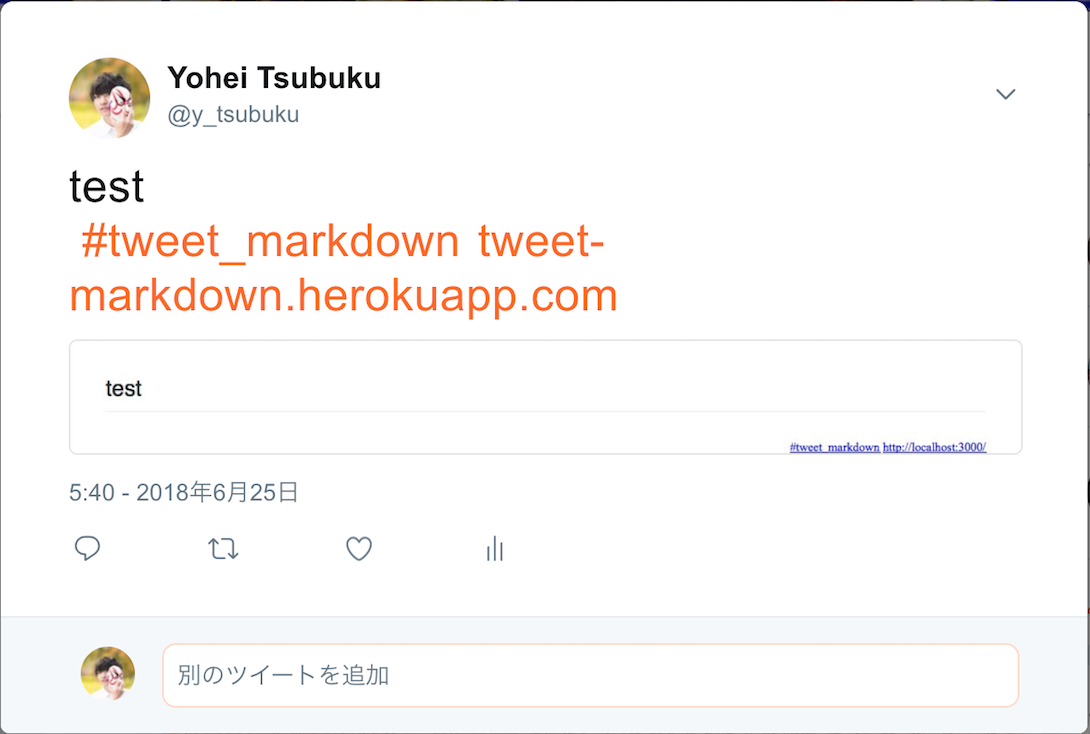 Yohei Tsubuku
@y_tsubuku
test
#tweet_markdown tweet-
markdown.herokuapp.com
test
#tweet_markdown http://localhost:3000/
5:40 - 2018年6月25日
別のツイートを追加